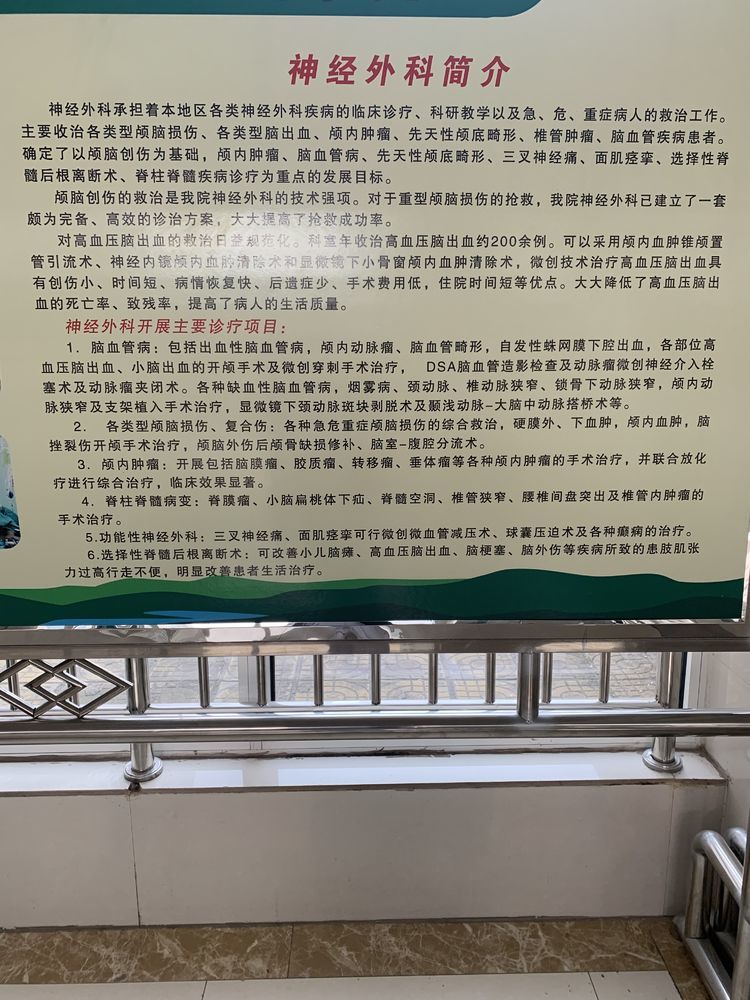 神经外科简介
神经外科承担着本地区各类神经外科疾病的临床诊疗、科研教学以及急、危、重症病人的救治工作。
主要收治各类型颅脑损伤、各类型脑出血、颅内肿瘤、先天性颅底畸形、椎管肿瘤、脑血管疾病患者。
确定了以颅脑创伤为基础，颅内肿瘤、脑血管病、先天性颅底畸形、三叉神经痛、面肌痉挛、选择性脊
髓后根离断术、脊柱脊髓疾病诊疗为重点的发展目标。
颅脑创伤的救治是我院神经外科的技术强项。对于重型颅脑损伤的抢救，我院神经外科已建立了一套
颇为完备、高效的诊治方案，大大提高了抢救成功率。
对高血压脑出血的救治日益规范化。科室年收治高血压脑出血约200余例。可以采用颅内血肿锥颅置
管引流术、神经内镜颅内血肿清除术和显微镜下小骨窗颅内血肿清除术，微创技术治疗高血压脑出血具
有创伤小、时间短、病情恢复快、后遗症少、手术费用低，住院时间短等优点。大大降低了高血压脑出
血的死亡率、致残率，提高了病人的生活质量。
神经外科开展主要诊疗项目：
1. 脑血管病：包括出血性脑血管病，颅内动脉瘤、脑血管畸形，自发性蛛网膜下腔出血，各部位高
血压脑出血、小脑出血的开颅手术及微创穿刺手术治疗， DSA脑血管造影检查及动脉瘤微创神经介入栓
塞术及动脉瘤夹闭术。各种缺血性脑血管病，烟雾病、颈动脉、椎动脉狭窄、锁骨下动脉狭窄，颅内动
脉狭窄及支架植入手术治疗，显微镜下颈动脉斑块剥脱术及颞浅动脉-大脑中动脉搭桥术等。
2. 各类型颅脑损伤、复合伤：各种急危重症颅脑损伤的综合救治，硬膜外、下血肿，颅内血肿，脑
挫裂伤开颅手术治疗，颅脑外伤后颅骨缺损修补、脑室-腹腔分流术。
3. 颅内肿瘤：开展包括脑膜瘤、胶质瘤、转移瘤、垂体瘤等各种颅内肿瘤的手术治疗，并联合放化
疗进行综合治疗，临床效果显著。
4. 脊柱脊髓病变：脊膜瘤、小脑扁桃体下疝、脊髓空洞、椎管狭窄、腰椎间盘突出及椎管内肿瘤的
手术治疗。
5.功能性神经外科：三叉神经痛、面肌痉挛可行微创微血管减压术、球囊压迫术及各种癫痫的治疗。
6.选择性脊髓后根离断术：可改善小儿脑瘫、高血压脑出血、脑梗塞、脑外伤等疾病所致的患肢肌张
力过高行走不便，明显改善患者生活治疗。